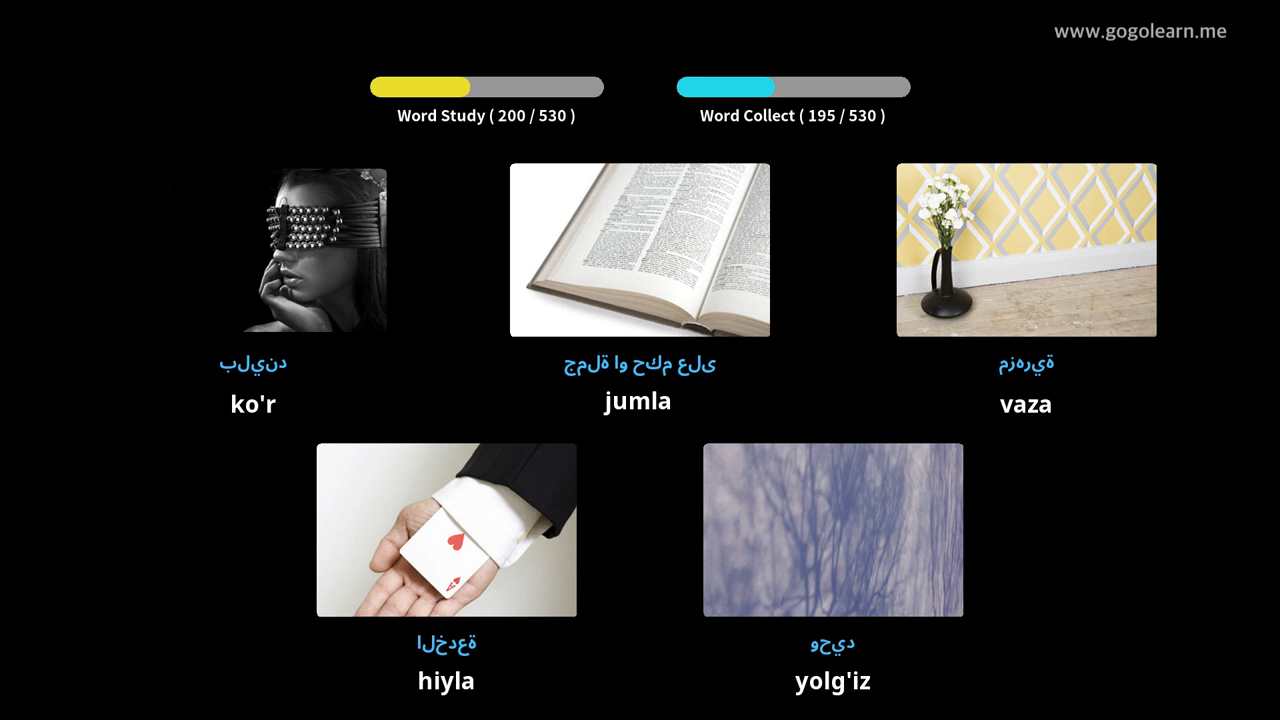 www.gogolearn.me
Word Study ( 200 / 530 )
Word Collect ( 195 / 530 )
بليند
ko'r
جملة او حكم على
jumla
مزهرية
vaza
الخدعة
hiyla
وحيد
yolg'iz